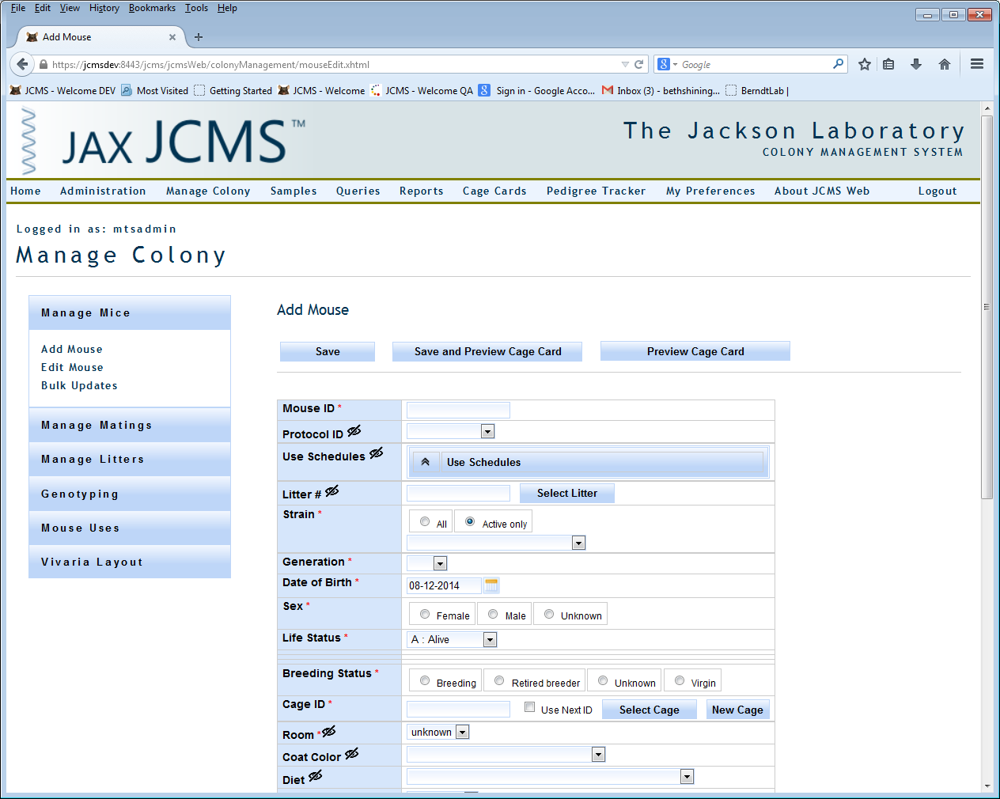 File Edit View History Bookmarks Tools Help
Add Mouse
https://jcmsdev:8443/jcms/jcmsWeb/colonyManagement/mouseEdit.xhtml
Google
JCMS - Welcome DEV Most Visited Getting Started JCMS - Welcome JCMS - Welcome QA Sign in - Google Acco... Inbox (3) - bethshining... BerndtLab |
JAX JCMS™
The Jackson Laboratory
COLONY MANAGEMENT SYSTEM
Home Administration Manage Colony Samples Queries Reports Cage Cards Pedigree Tracker My Preferences About JCMS Web Logout
Logged in as: mtsadmin
Manage Colony
Manage Mice
Add Mouse
Edit Mouse
Bulk Updates
Manage Matings
Manage Litters
Genotyping
Mouse Uses
Vivaria Layout
Add Mouse
Save Save and Preview Cage Card Preview Cage Card
Mouse ID *
Protocol ID
Use Schedules Use Schedules
Litter # Select Litter
Strain * All Active only
Generation *
Date of Birth * 08-12-2014
Sex * Female Male Unknown
Life Status * A : Alive
Breeding Status * Breeding Retired breeder Unknown Virgin
Cage ID * Use Next ID Select Cage New Cage
Room * unknown
Coat Color
Diet